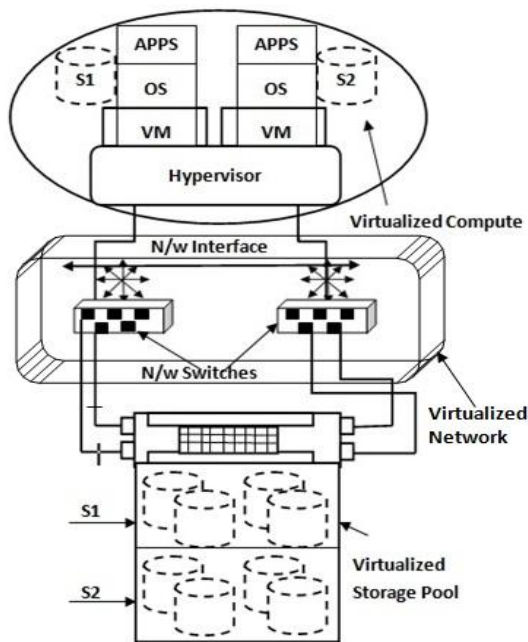 APPS APPS
S1 S2
OS OS
VM VM
Hypervisor
Virtualized Compute
N/w Interface
N/w Switches
Virtualized
Network
S1
Virtualized
Storage Pool
S2